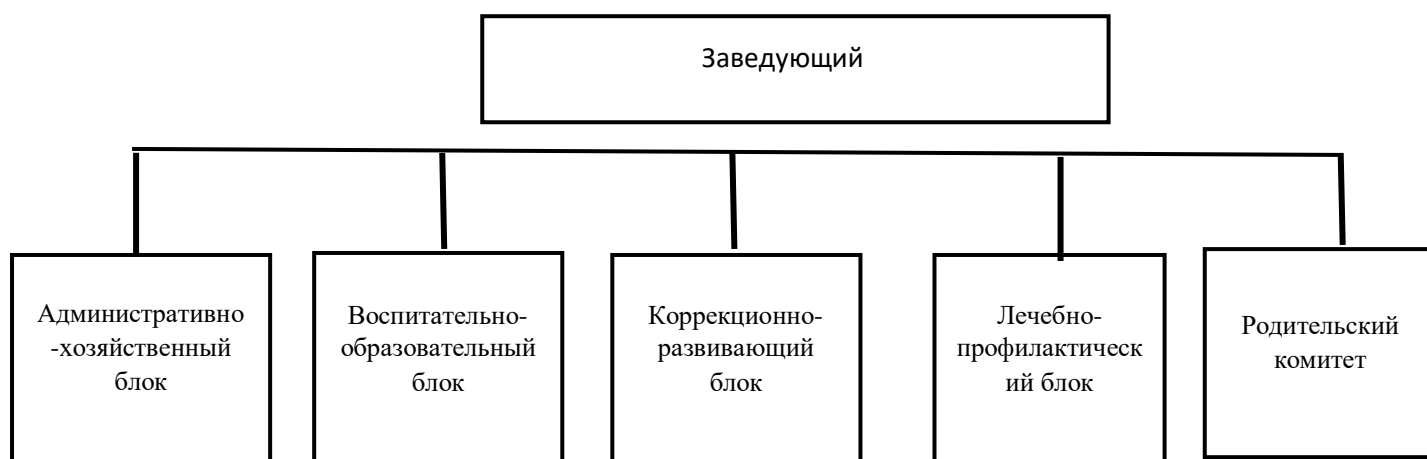 Заведующий
Административно
-хозяйственный
блок
Воспитательно-
образовательный
блок
Коррекционно-
развивающий
блок
Лечебно-
профилактическ
ий блок
Родительский
комитет